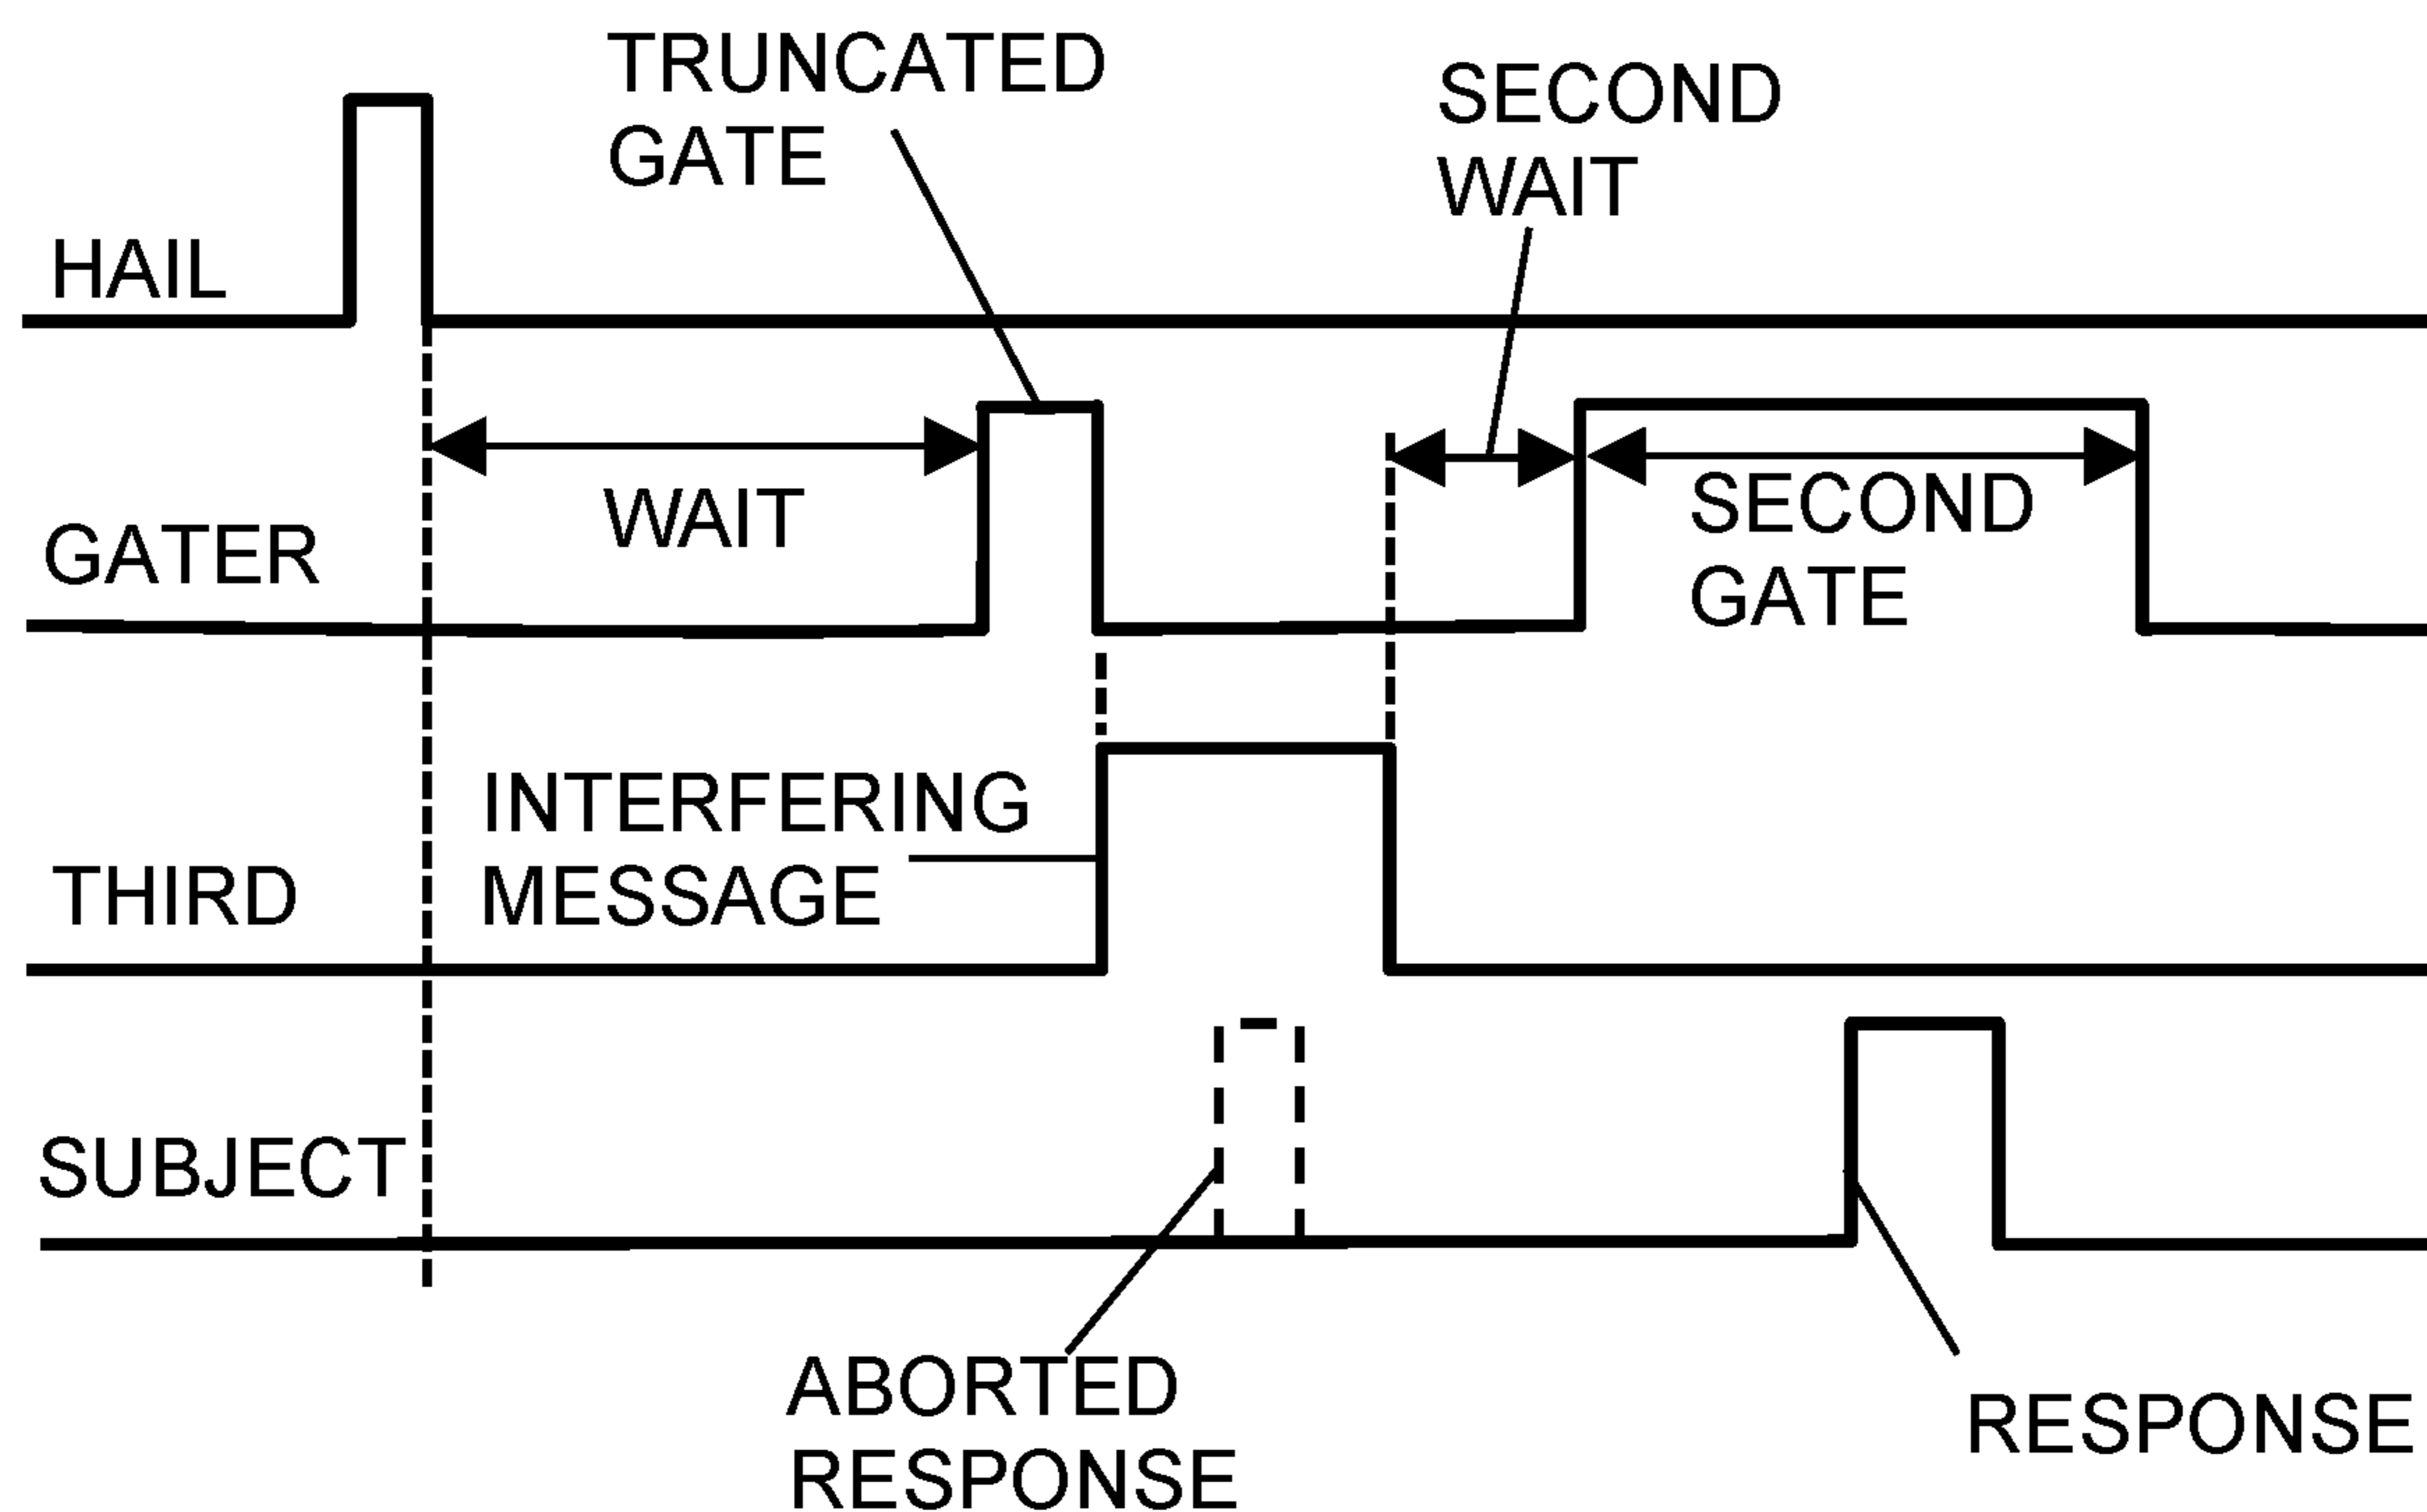 TRUNCATED
GATE
SECOND
WAIT
HAIL
WAIT
SECOND
GATE
GATER
INTERFERING
MESSAGE
THIRD
SUBJECT
ABORTED
RESPONSE
RESPONSE